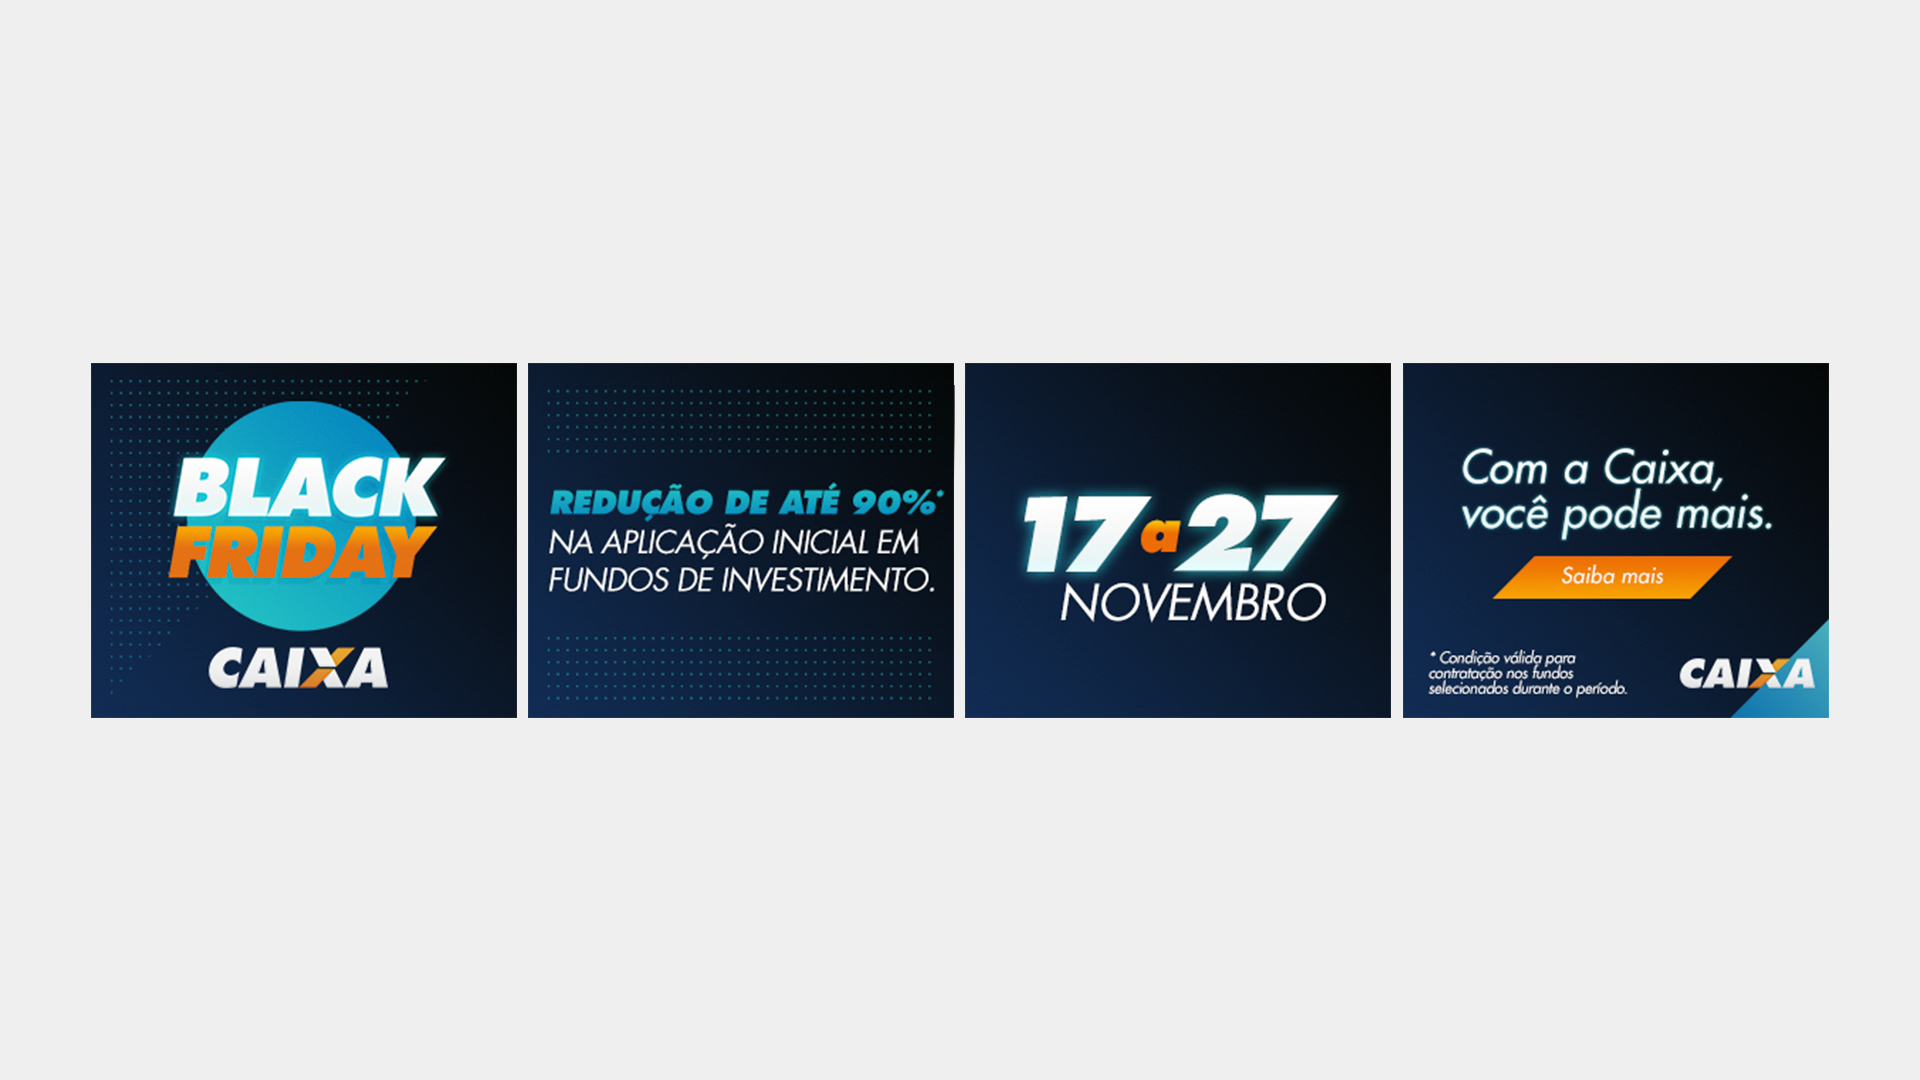 BLACK
FRIDAY
CAIXA
REDUÇÃO DE ATÉ 90%*
NA APLICAÇÃO INICIAL EM
FUNDOS DE INVESTIMENTO.
17 a 27
NOVEMBRO
Com a Caixa,
você pode mais.
Saiba mais
* Condição válida para
contratação nos fundos
selecionados durante o período.
CAIXA